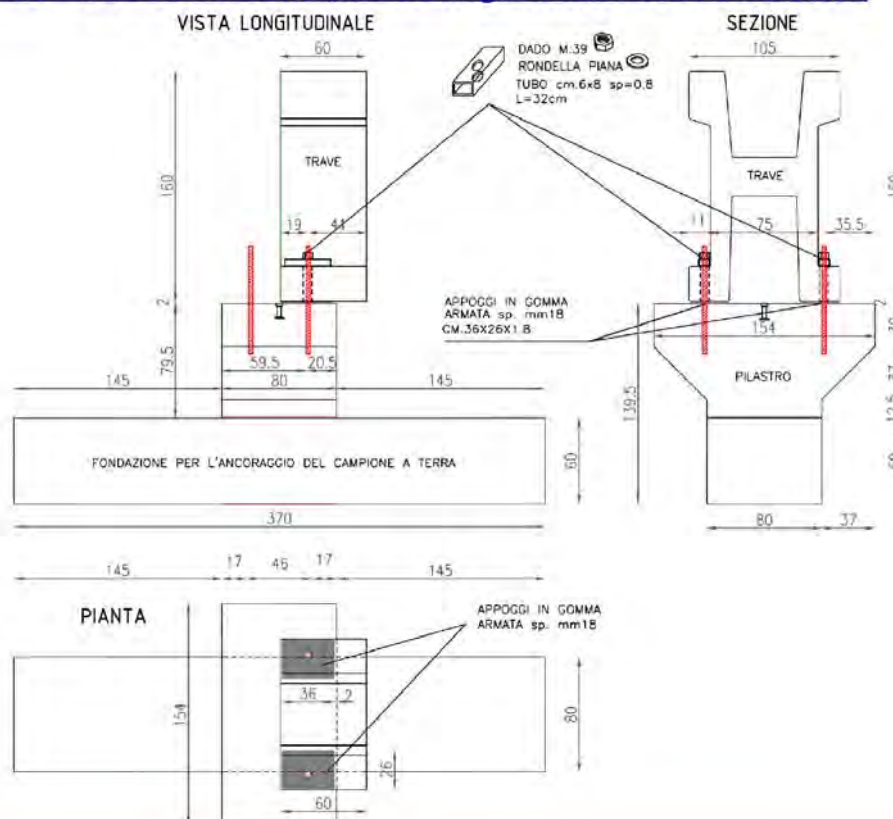 VISTA LONGITUDINALE
SEZIONE
60
105
DADO M.39
RONDELLA PIANA
TUBO cm.6x8 sp=0.8
L=32cm
TRAVE
TRAVE
160
19
41
11
75
35.5
2
APPOGGI IN GOMMA
ARMATA sp. mm18
CM.36X26X1.8
154
2
79.5
59.5
20.5
145
80
145
PILASTRO
139.5
FONDAZIONE PER L'ANCORAGGIO DEL CAMPIONE A TERRA
60
370
80
37
17
46
17
145
145
PIANTA
APPOGGI IN GOMMA
ARMATA sp. mm18
36
2
154
80
26
60